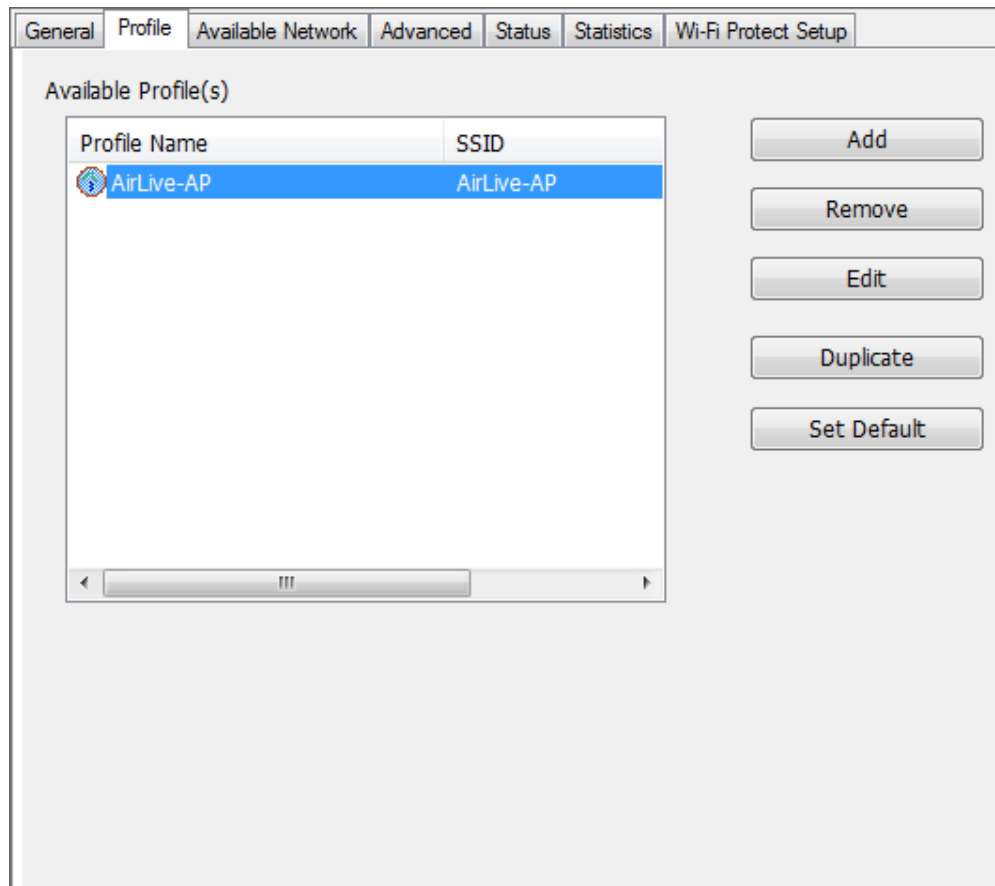 General Profile Available Network Advanced Status Statistics Wi-Fi Protect Setup
Available Profile(s)
Profile Name SSID
AirLive-AP AirLive-AP
Add
Remove
Edit
Duplicate
Set Default